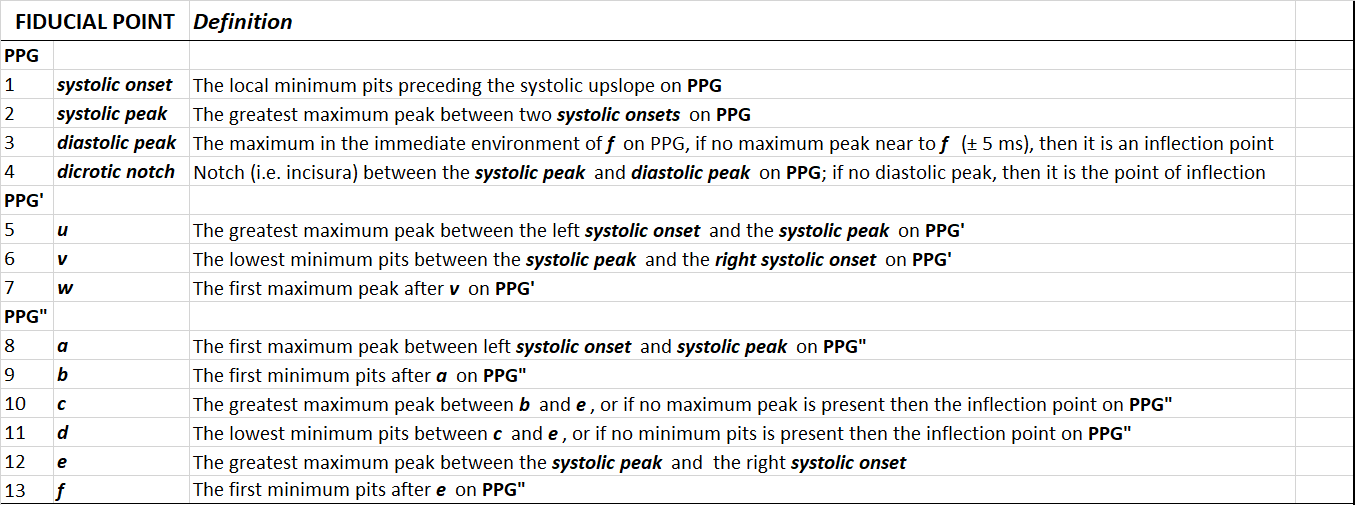 FIDUCIAL POINT Definition
PPG
1 systolic onset The local minimum pits preceding the systolic upslope on PPG
2 systolic peak The greatest maximum peak between two systolic onsets on PPG
3 diastolic peak The maximum in the immediate environment of f on PPG, if no maximum peak near to f (± 5 ms), then it is an inflection point
4 dicrotic notch Notch (i.e. incisura) between the systolic peak and diastolic peak on PPG; if no diastolic peak, then it is the point of inflection
PPG'
5 u The greatest maximum peak between the left systolic onset and the systolic peak on PPG'
6 v The lowest minimum pits between the systolic peak and the right systolic onset on PPG'
7 w The first maximum peak after v on PPG'
PPG"
8 a The first maximum peak between left systolic onset and systolic peak on PPG"
9 b The first minimum pits after a on PPG"
10 c The greatest maximum peak between b and e , or if no maximum peak is present then the inflection point on PPG"
11 d The lowest minimum pits between c and e , or if no minimum pits is present then the inflection point on PPG"
12 e The greatest maximum peak between the systolic peak and the right systolic onset
13 f The first minimum pits after e on PPG"